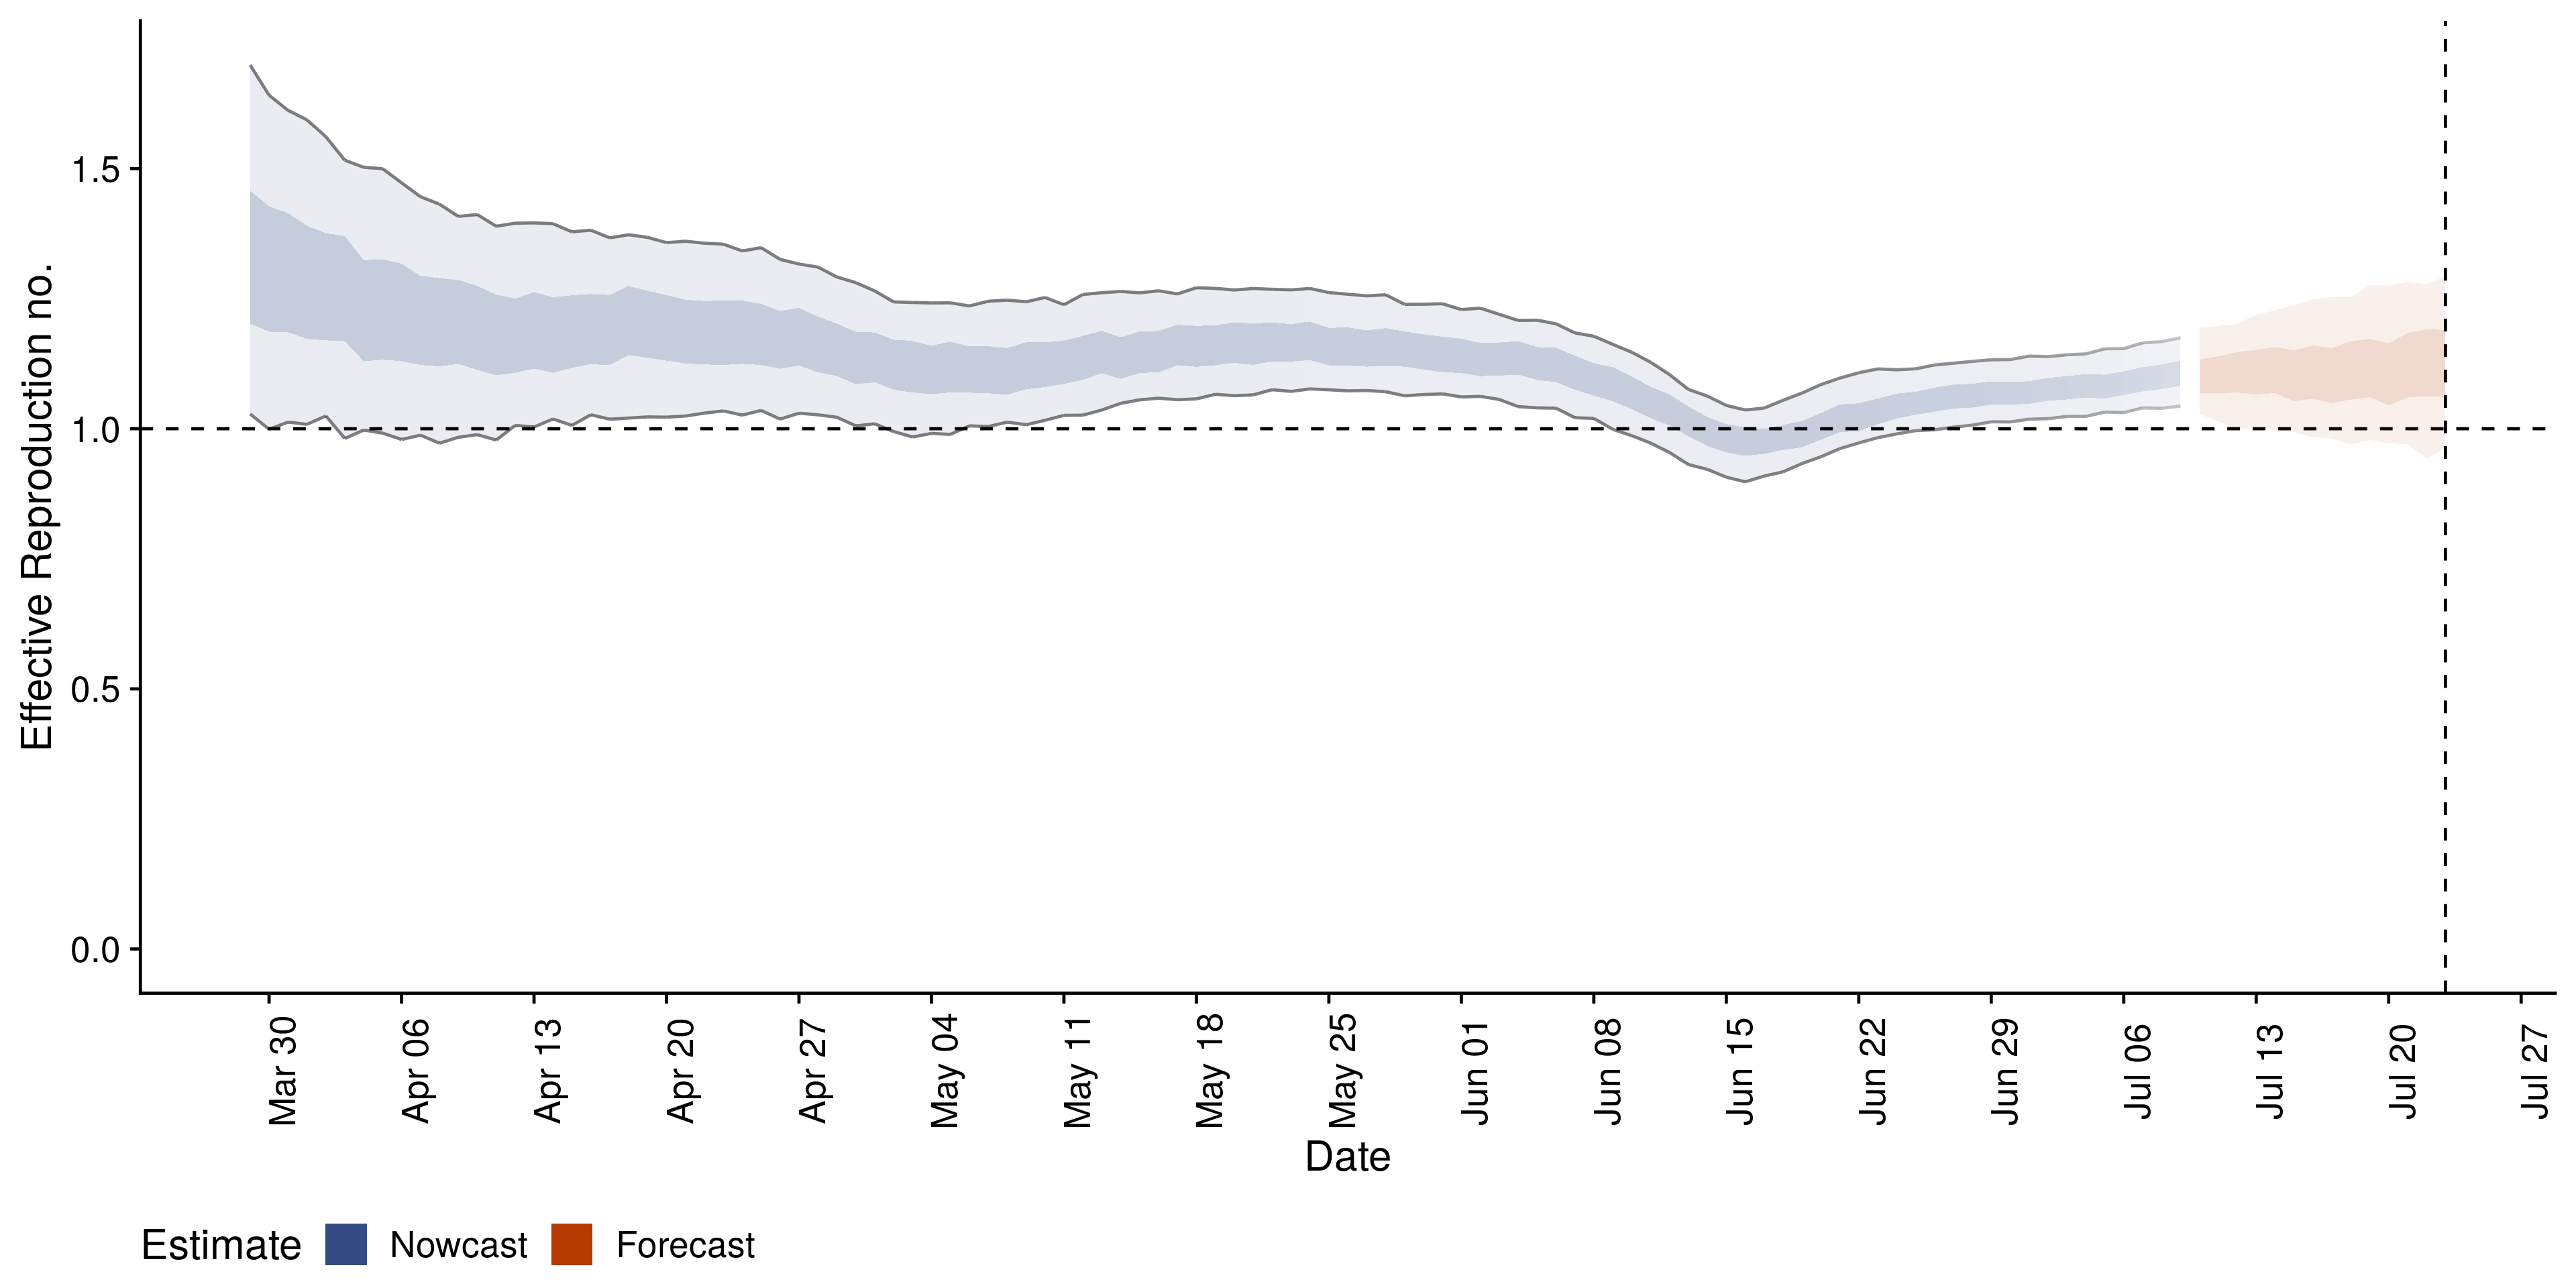 Effective Reproduction no.
1.5
1.0
0.5
0.0
Mar 30
Apr 06
Apr 13
Apr 20
Apr 27
May 04
May 11
May 18
May 25
Jun 01
Jun 08
Jun 15
Jun 22
Jun 29
Jul 06
Jul 13
Jul 20
Jul 27
Date
Estimate Nowcast Forecast